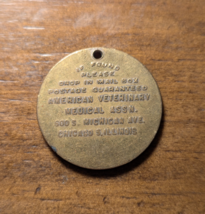 IF FOUND
PLEASE
DROP IN MAIL BOX
POSTAGE GUARANTEED
AMERICAN VETERINARY
MEDICAL ASSN.
600 S. MICHIGAN AVE.
CHICAGO 5, ILLINOIS